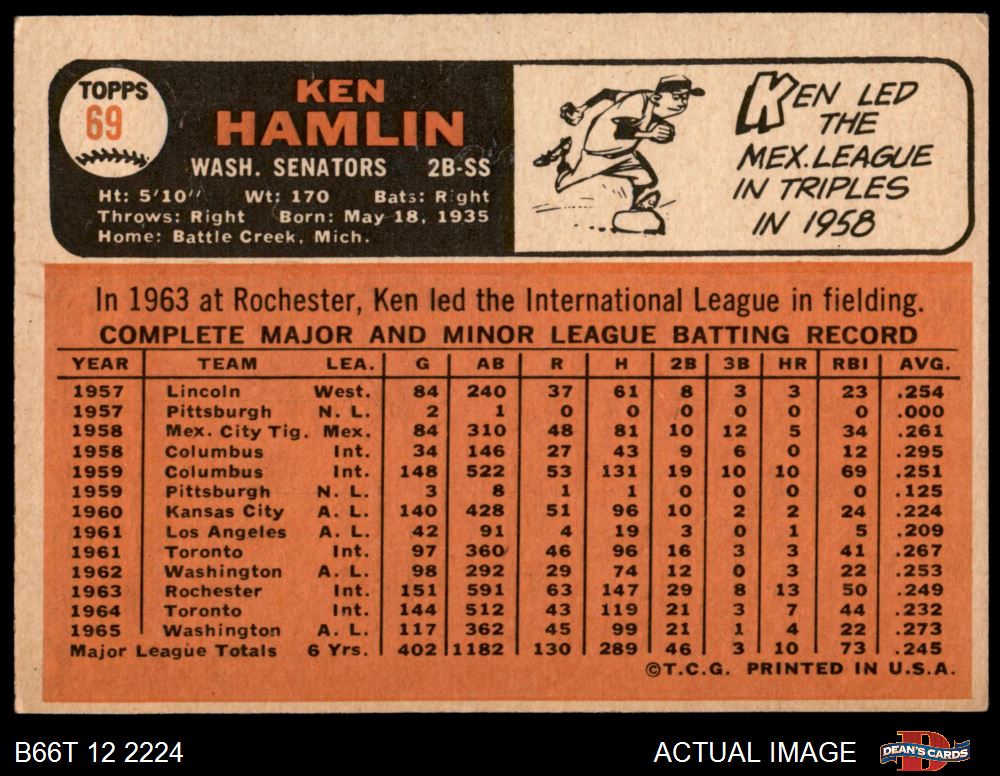 TOPPS
69
KEN
HAMLIN
WASH. SENATORS 2B-SS
Ht: 5'10" Wt: 170 Bats: Right
Throws: Right Born: May 18, 1935
Home: Battle Creek, Mich.
KEN LED
THE
MEX. LEAGUE
IN TRIPLES
IN 1958
In 1963 at Rochester, Ken led the International League in fielding.
COMPLETE MAJOR AND MINOR LEAGUE BATTING RECORD
YEAR TEAM LEA. G AB R H 2B 3B HR RBI AVG.
1957 Lincoln West. 84 240 37 61 8 3 3 23 .254
1957 Pittsburgh N. L. 2 1 0 0 0 0 0 0 .000
1958 Mex. City Tig. Mex. 84 310 48 81 10 12 5 34 .261
1958 Columbus Int. 34 146 27 43 9 6 0 12 .295
1959 Columbus Int. 148 522 53 131 19 10 10 69 .251
1959 Pittsburgh N. L. 3 8 1 1 0 0 0 0 .125
1960 Kansas City A. L. 140 428 51 96 10 2 2 24 .224
1961 Los Angeles A. L. 42 91 4 19 3 0 1 5 .209
1961 Toronto Int. 97 360 46 96 16 3 3 41 .267
1962 Washington A. L. 98 292 29 74 12 0 3 22 .253
1963 Rochester Int. 151 591 63 147 29 8 13 50 .249
1964 Toronto Int. 144 512 43 119 21 3 7 44 .232
1965 Washington A. L. 117 362 45 99 21 1 4 22 .273
Major League Totals 6 Yrs. 402 1182 130 289 46 3 10 73 .245
©T.C.G. PRINTED IN U.S.A.
B66T 12 2224
ACTUAL IMAGE
DEAN'S CARDS